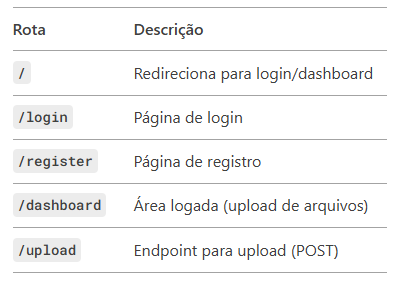 Rota Descrição
/ Redireciona para login/dashboard
/login Página de login
/register Página de registro
/dashboard Área logada (upload de arquivos)
/upload Endpoint para upload (POST)